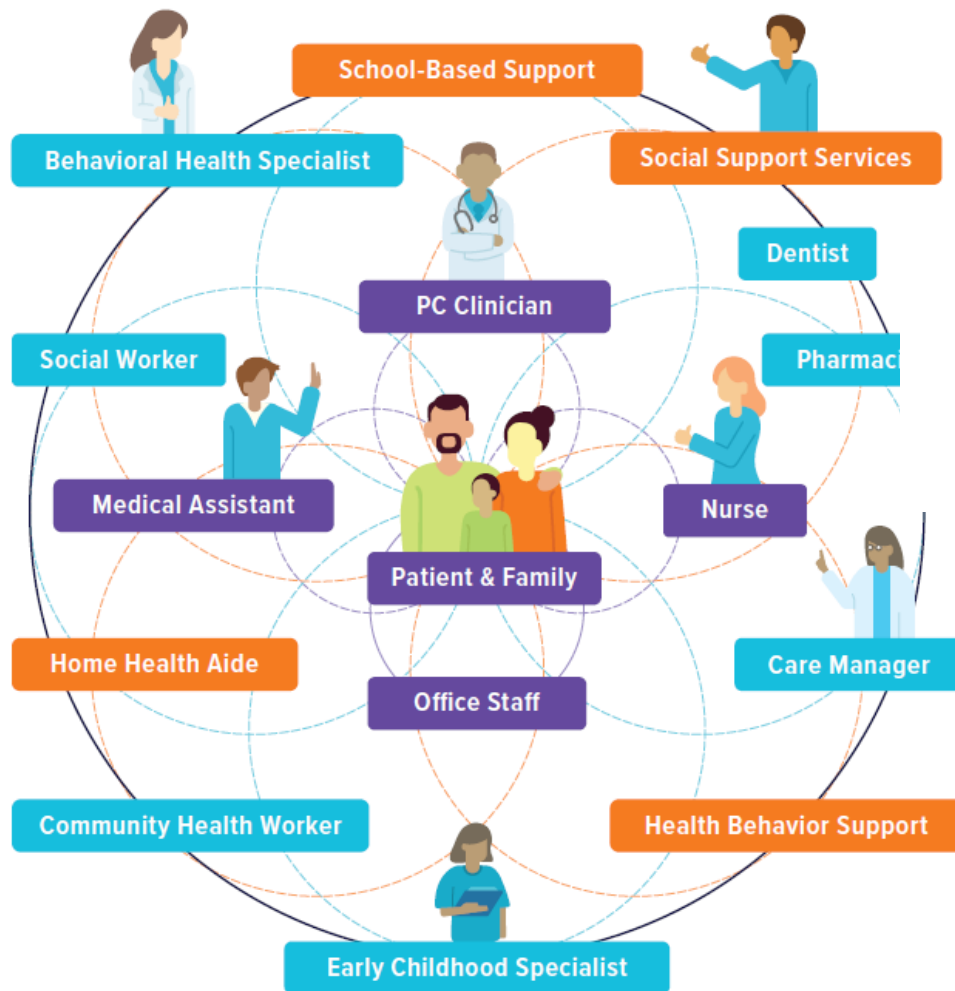 School-Based Support
Behavioral Health Specialist
Social Support Services
Dentist
PC Clinician
Social Worker
Pharmaci
Medical Assistant
Nurse
Patient & Family
Home Health Aide
Care Manager
Office Staff
Community Health Worker
Health Behavior Support
Early Childhood Specialist